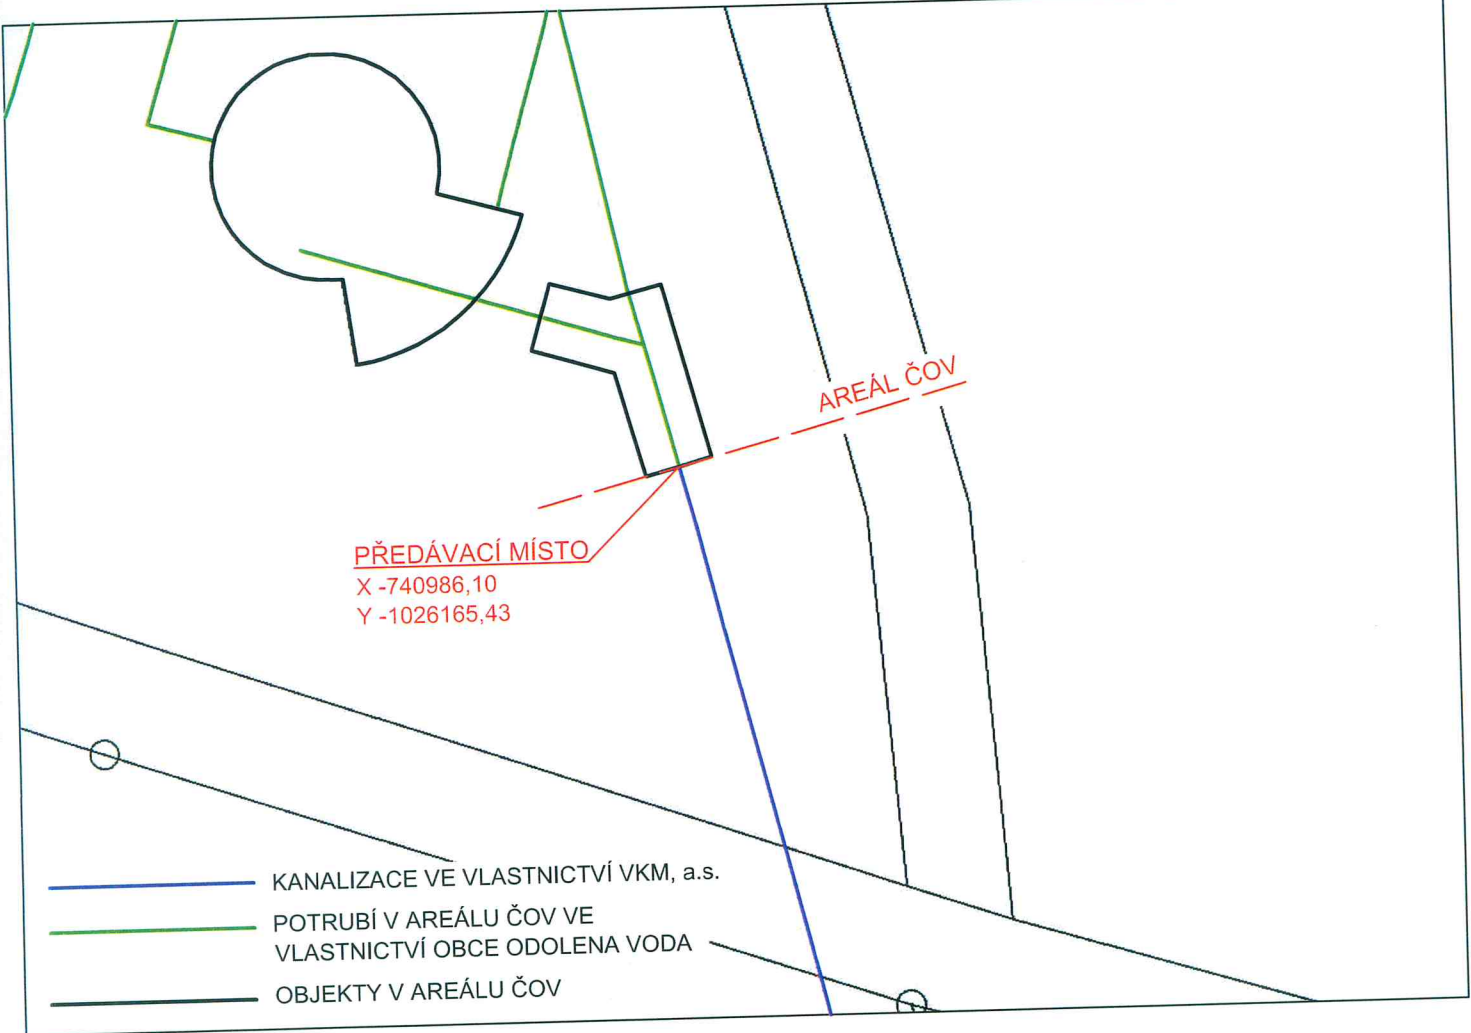 AREÁL ČOV
PŘEDÁVACÍ MÍSTO
X -740986,10
Y -1026165,43
KANALIZACE VE VLASTNICTVÍ VKM, a.s.
POTRUBÍ V AREÁLU ČOV VE
VLASTNICTVÍ OBCE ODOLENA VODA
OBJEKTY V AREÁLU ČOV